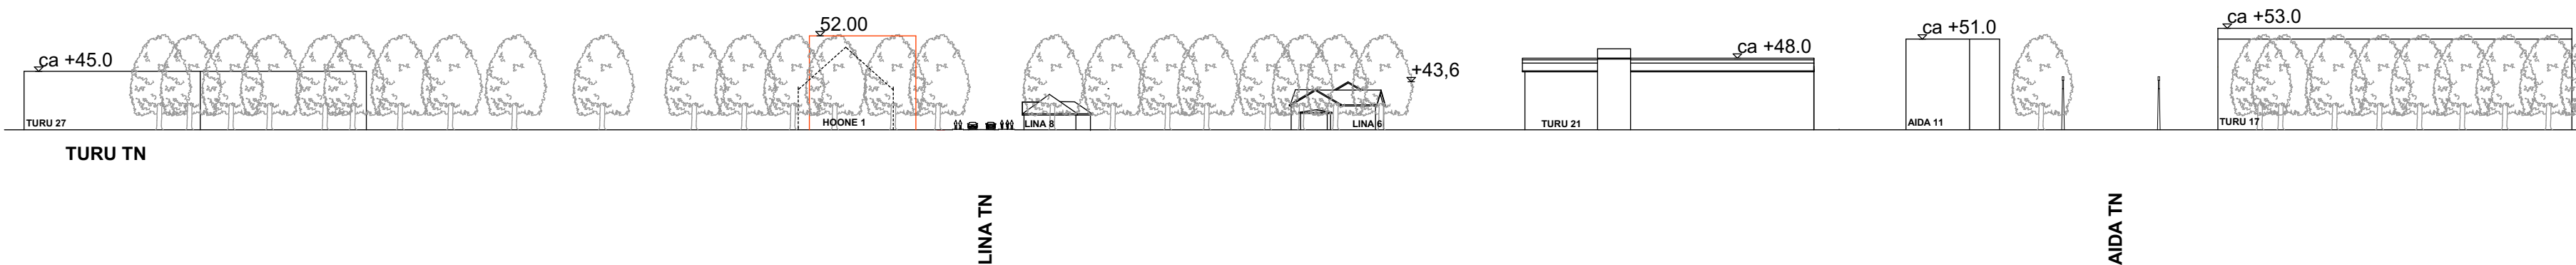 ca +45.0
52.00
+43,6
ca +48.0
ca +51.0
ca +53.0
TURU 27
HOONE 1
LINA 8
LINA 6
TURU 21
AIDA 11
TURU 17
TURU TN
LINA TN
AIDA TN